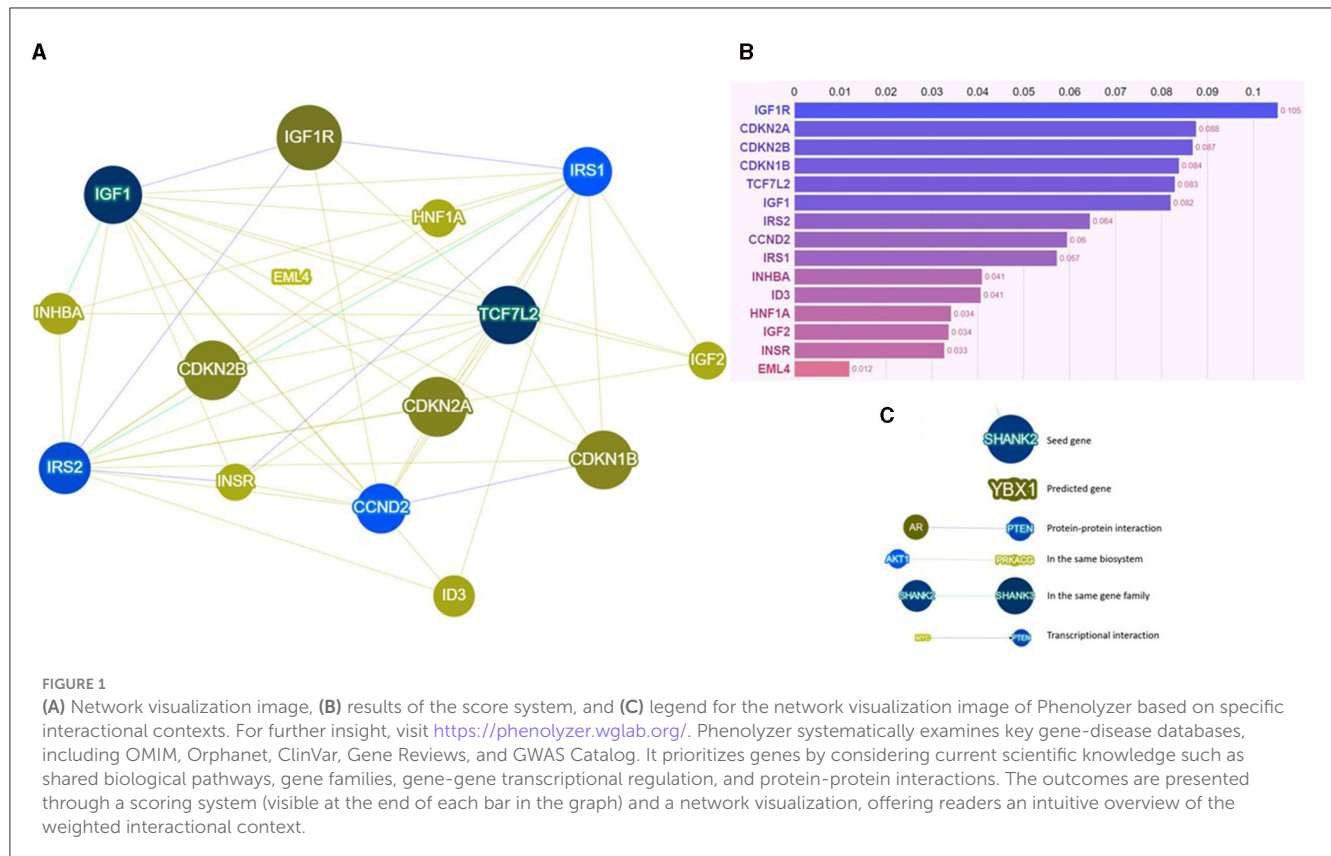 A
IGF1R
IGF1
IRS1
HNF1A
EML4
INHBA
TCF7L2
IGF2
CDKN2B
CDKN2A
CDKN1B
IRS2
INSR
CCND2
ID3
B
0 0.01 0.02 0.03 0.04 0.05 0.06 0.07 0.08 0.09 0.1
IGF1R 0.105
CDKN2A 0.088
CDKN2B 0.087
CDKN1B 0.084
TCF7L2 0.083
IGF1 0.082
IRS2 0.064
CCND2 0.06
IRS1 0.057
INHBA 0.041
ID3 0.041
HNF1A 0.034
IGF2 0.034
INSR 0.033
EML4 0.012
C
SHANK2 Seed gene
YBX1 Predicted gene
AR PTEN Protein-protein interaction
AKT1 PRKACG In the same biosystem
SHANK2 SHANK3 In the same gene family
MYC PTEN Transcriptional interaction
FIGURE 1
(A) Network visualization image, (B) results of the score system, and (C) legend for the network visualization image of Phenolyzer based on specific
interactional contexts. For further insight, visit https://phenolyzer.wglab.org/. Phenolyzer systematically examines key gene-disease databases,
including OMIM, Orphanet, ClinVar, Gene Reviews, and GWAS Catalog. It prioritizes genes by considering current scientific knowledge such as
shared biological pathways, gene families, gene-gene transcriptional regulation, and protein-protein interactions. The outcomes are presented
through a scoring system (visible at the end of each bar in the graph) and a network visualization, offering readers an intuitive overview of the
weighted interactional context.